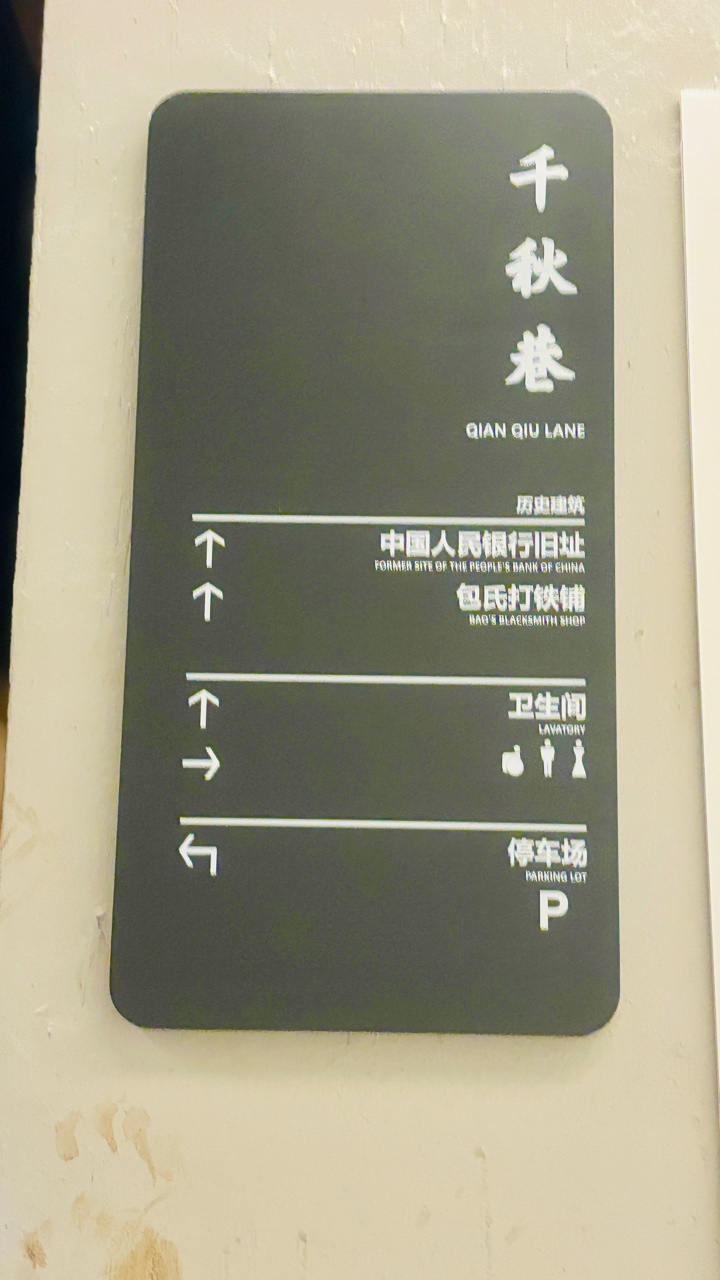 千秋巷
QIAN QIU LANE
历史建筑
中国人民银行旧址
FORMER SITE OF THE PEOPLE'S BANK OF CHINA
包氏打铁铺
BAO'S BLACKSMITH SHOP
卫生间
LAVATORY
停车场
PARKING LOT
P